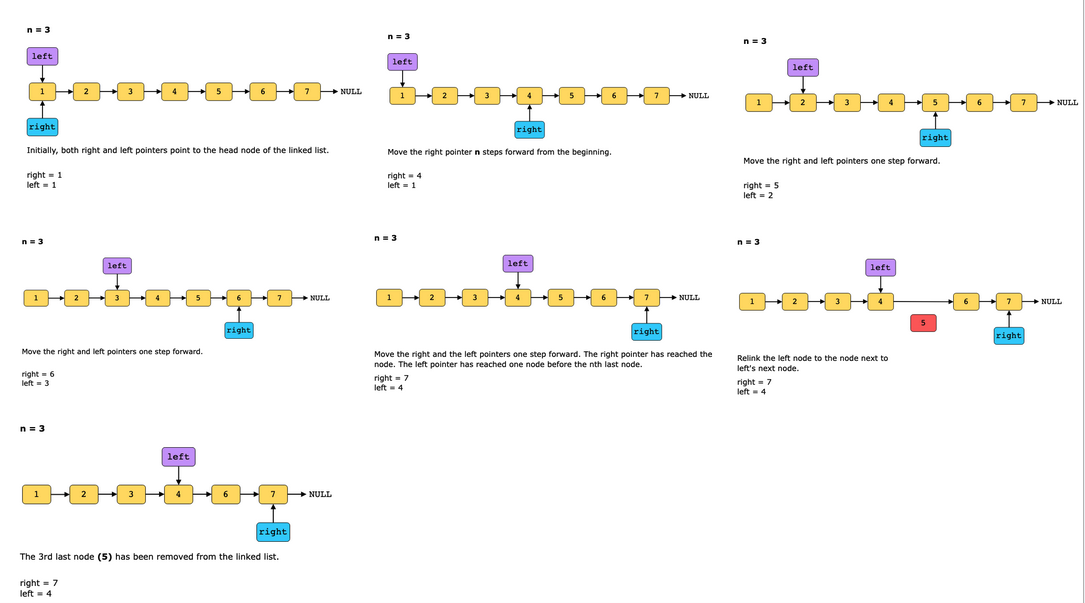 n = 3
left
1 2 3 4 5 6 7 NULL
right
Initially, both right and left pointers point to the head node of the linked list.
right = 1
left = 1
n = 3
left
1 2 3 4 5 6 7 NULL
right
Move the right pointer n steps forward from the beginning.
right = 4
left = 1
n = 3
left
1 2 3 4 5 6 7 NULL
right
Move the right and left pointers one step forward.
right = 5
left = 2
n = 3
left
1 2 3 4 5 6 7 NULL
right
Move the right and left pointers one step forward.
right = 6
left = 3
n = 3
left
1 2 3 4 5 6 7 NULL
right
Move the right and the left pointers one step forward. The right pointer has reached the
node. The left pointer has reached one node before the nth last node.
right = 7
left = 4
n = 3
left
1 2 3 4 6 7 NULL
5
right
Relink the left node to the node next to
left's next node.
right = 7
left = 4
n = 3
left
1 2 3 4 6 7 NULL
right
The 3rd last node (5) has been removed from the linked list.
right = 7
left = 4